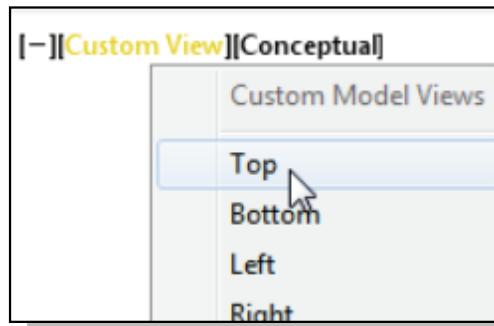 [−][Custom View][Conceptual]
Custom Model Views
Top
Bottom
Left
Right